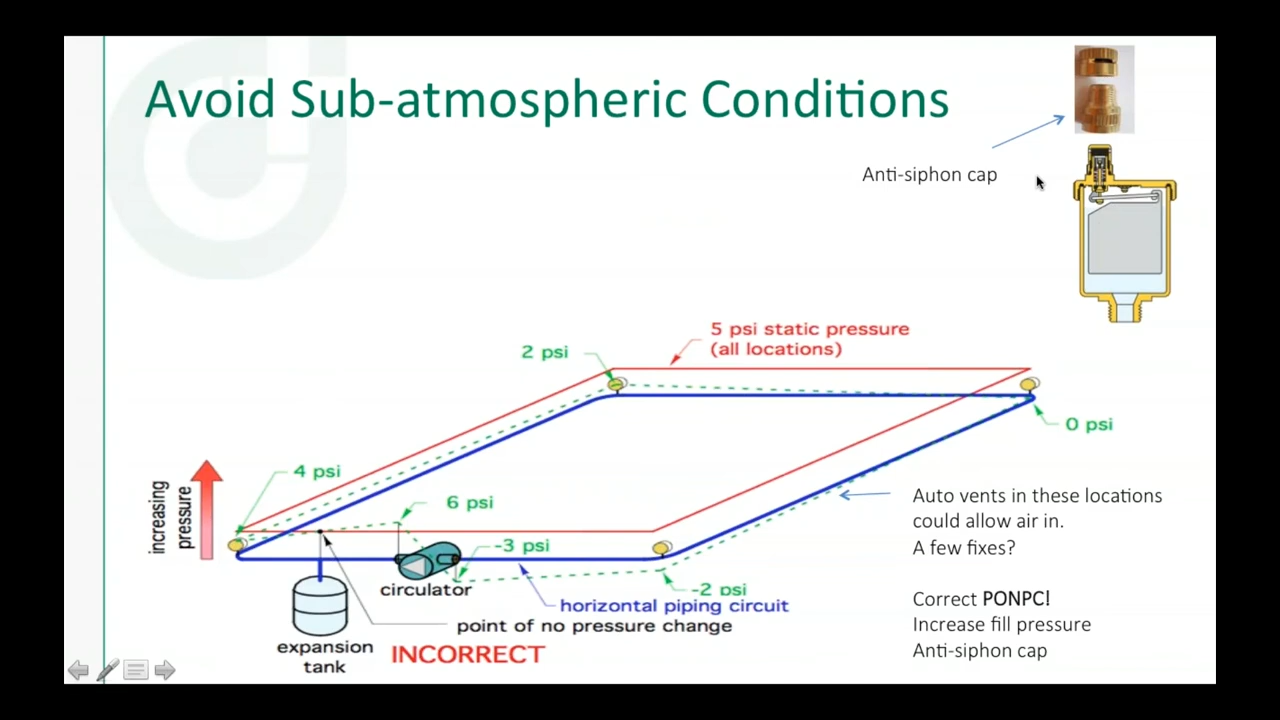 Avoid Sub-atmospheric Conditions
Anti-siphon cap
5 psi static pressure
(all locations)
2 psi
0 psi
4 psi
increasing
pressure
6 psi
-3 psi
Auto vents in these locations
could allow air in.
A few fixes?
circulator
-2 psi
horizontal piping circuit
point of no pressure change
expansion
tank
INCORRECT
Correct PONPC!
Increase fill pressure
Anti-siphon cap